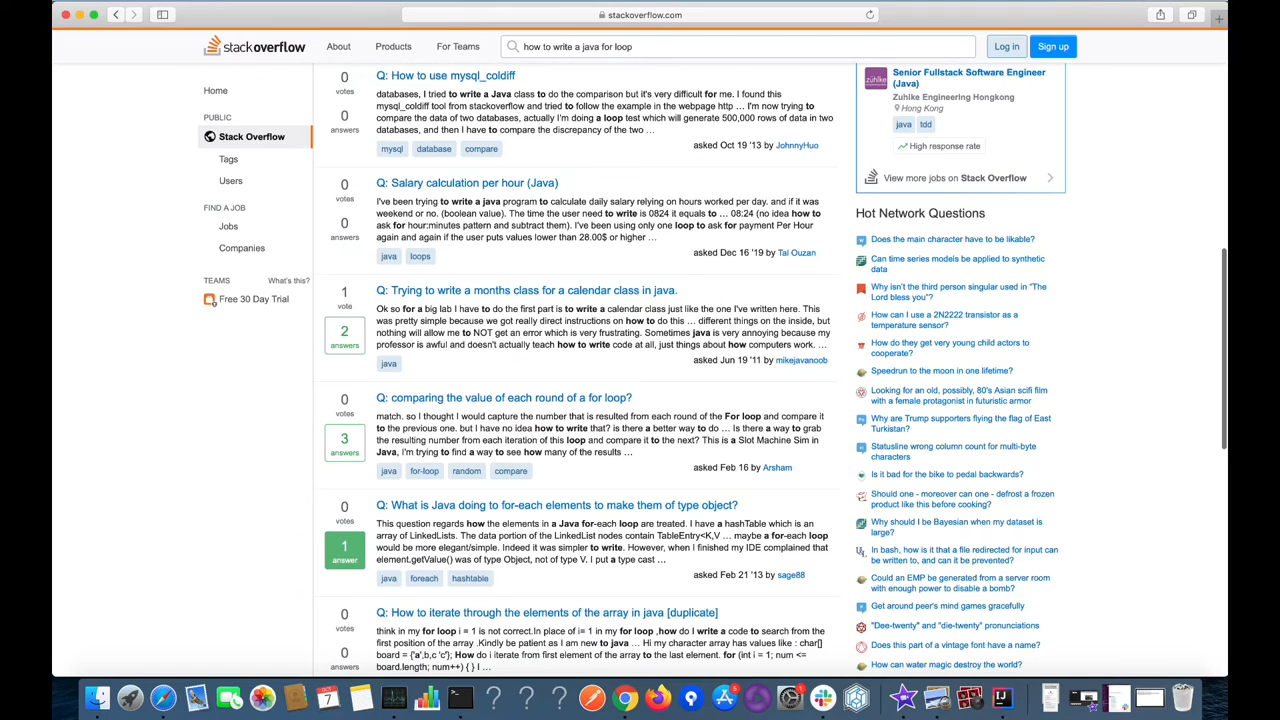 stackoverflow.com
stackoverflow
About
Products
For Teams
how to write a java for loop
Log in
Sign up
Home
PUBLIC
Stack Overflow
Tags
Users
FIND A JOB
Jobs
Companies
TEAMS
What's this?
Free 30 Day Trial
0
votes
0
answers
Q: How to use mysql_coldiff
databases, I tried to write a Java class to do the comparison but it's very difficult for me. I found this
mysql_coldiff tool from stackoverflow and tried to follow the example in the webpage http ... I'm now trying to
compare the data of two databases, actually I'm doing a loop test which will generate 500,000 rows of data in two
databases, and then I have to compare the discrepancy of the two ...
mysql
database
compare
asked Oct 19 '13 by JohnnyHuo
0
votes
0
answers
Q: Salary calculation per hour (Java)
I've been trying to write a java program to calculate daily salary relying on hours worked per day. and if it was
weekend or no. (boolean value). The time the user need to write is 0824 it equals to ... 08:24 (no idea how to
ask for hour:minutes pattern and subtract them). I've been using only one loop to ask for payment Per Hour
again and again if the user puts values lower than 28.00$ or higher ...
java
loops
asked Dec 16 '19 by Tal Ouzan
1
vote
2
answers
Q: Trying to write a months class for a calendar class in java.
Ok so for a big lab I have to do the first part is to write a calendar class just like the one I've written here. This
was pretty simple because we got really direct instructions on how to do this ... different things on the inside, but
nothing will allow me to NOT get an error which is very frustrating. Sometimes java is very annoying because my
professor is awful and doesn't actually teach how to write code at all, just things about how computers work. ...
java
asked Jun 19 '11 by mikejavanoob
0
votes
3
answers
Q: comparing the value of each round of a for loop?
match. so I thought I would capture the number that is resulted from each round of the For loop and compare it
to the previous one. but I have no idea how to write that? is there a better way to do ... Is there a way to grab
the resulting number from each iteration of this loop and compare it to the next? This is a Slot Machine Sim in
Java, I'm trying to find a way to see how many of the results ...
java
for-loop
random
compare
asked Feb 16 by Arsham
0
votes
1
answer
Q: What is Java doing to for-each elements to make them of type object?
This question regards how the elements in a Java for-each loop are treated. I have a hashTable which is an
array of LinkedLists. The data portion of the LinkedList nodes contain TableEntry<K,V ... maybe a for-each loop
would be more elegant/simple. Indeed it was simpler to write. However, when I finished my IDE complained that
element.getValue() was of type Object, not of type V. I put a type cast ...
java
foreach
hashtable
asked Feb 21 '13 by sage88
0
votes
0
answers
Q: How to iterate through the elements of the array in java [duplicate]
think in my for loop i = 1 is not correct.In place of i= 1 in my for loop ,how do I write a code to search from the
first position of the array .Kindly be patient as I am new to java ... Hi my character array has values like : char[]
board = {'a',b,c 'c'}; How do i iterate from first element of the array to the last element. for (int i = 1; num <=
board.length; num++) { } I ...
zühlke
Senior Fullstack Software Engineer
(Java)
Zuhlke Engineering Hongkong
Hong Kong
java
tdd
High response rate
View more jobs on Stack Overflow
Hot Network Questions
Does the main character have to be likeable?
Can time series models be applied to synthetic
data
Why isn't the third person singular used in "The
Lord bless you"?
How can I use a 2N2222 transistor as a
temperature sensor?
How do they get very young child actors to
cooperate?
Speedrun to the moon in one lifetime?
Looking for an old, possibly, 80's Asian scifi film
with a female protagonist in futuristic armor
Why are Trump supporters flying the flag of East
Turkistan?
Statusline wrong column count for multi-byte
characters
Is it bad for the bike to pedal backwards?
Should one - moreover can one - defrost a frozen
product like this before cooking?
Why should I be Bayesian when my dataset is
large?
In bash, how is it that a file redirected for input can
be written to, and can it be prevented?
Could an EMP be generated from a server room
with enough power to disable a bomb?
Get around peer's mind games gracefully
"Dee-twenty" and "die-twenty" pronunciations
Does this part of a vintage font have a name?
How can water magic destroy the world?